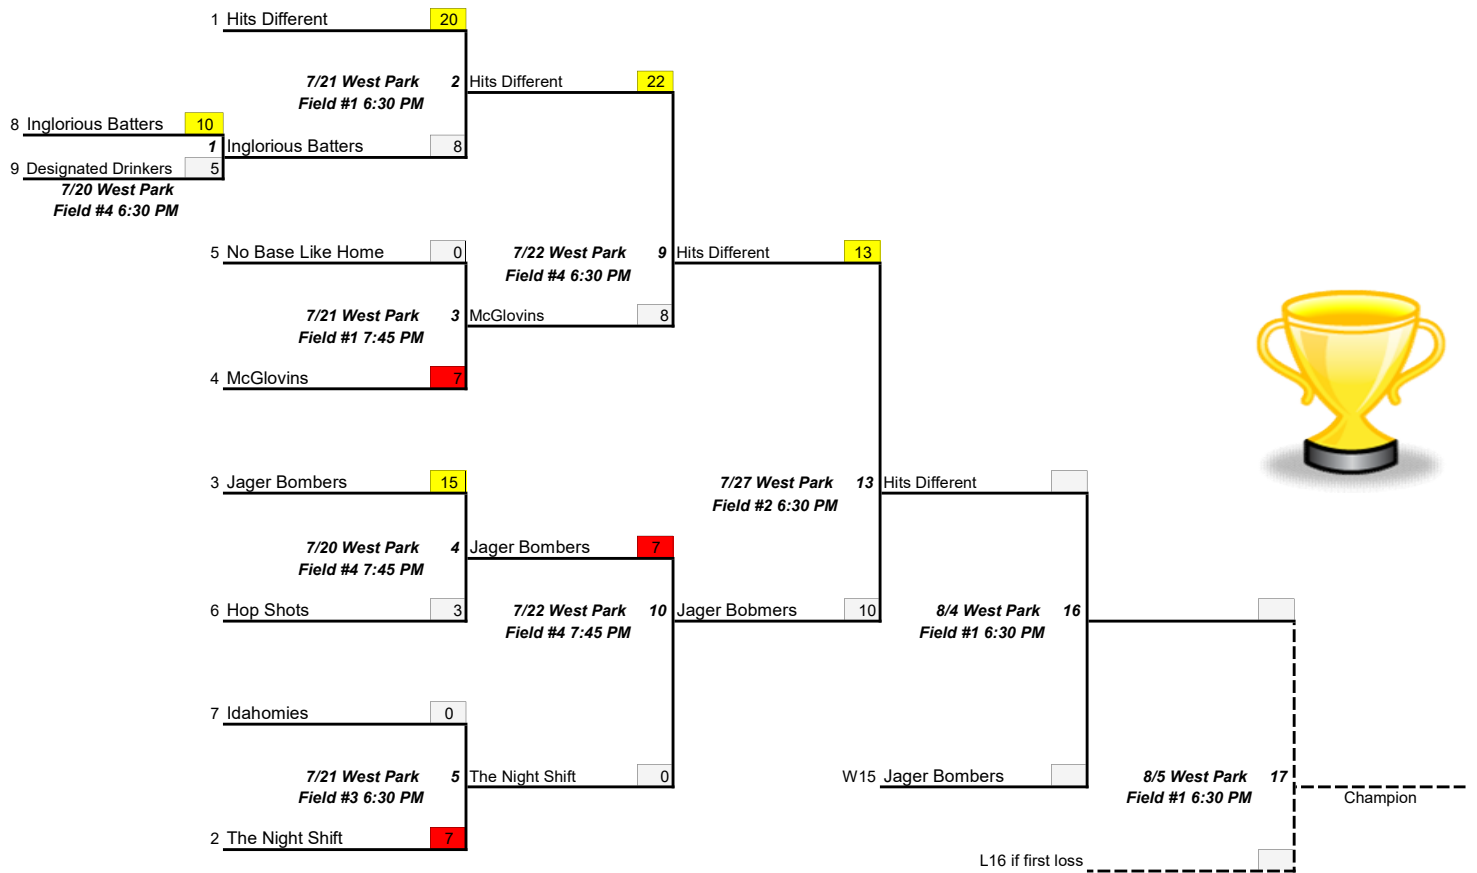 1 Hits Different 20
7/21 West Park 2 Hits Different 22
Field #1 6:30 PM
8 Inglorious Batters 10
1 Inglorious Batters 8
9 Designated Drinkers 5
7/20 West Park
Field #4 6:30 PM
5 No Base Like Home 0
7/22 West Park 9 Hits Different 13
Field #4 6:30 PM
7/21 West Park 3 McGlovins 8
Field #1 7:45 PM
4 McGlovins 7
3 Jager Bombers 15
7/27 West Park 13 Hits Different
Field #2 6:30 PM
7/20 West Park 4 Jager Bombers 7
Field #4 7:45 PM
6 Hop Shots 3
7/22 West Park 10 Jager Bobmers 10
Field #4 7:45 PM
8/4 West Park 16
Field #1 6:30 PM
7 Idahomies 0
7/21 West Park 5 The Night Shift 0
Field #3 6:30 PM
W15 Jager Bombers
8/5 West Park 17
Field #1 6:30 PM
Champion
2 The Night Shift 7
L16 if first loss